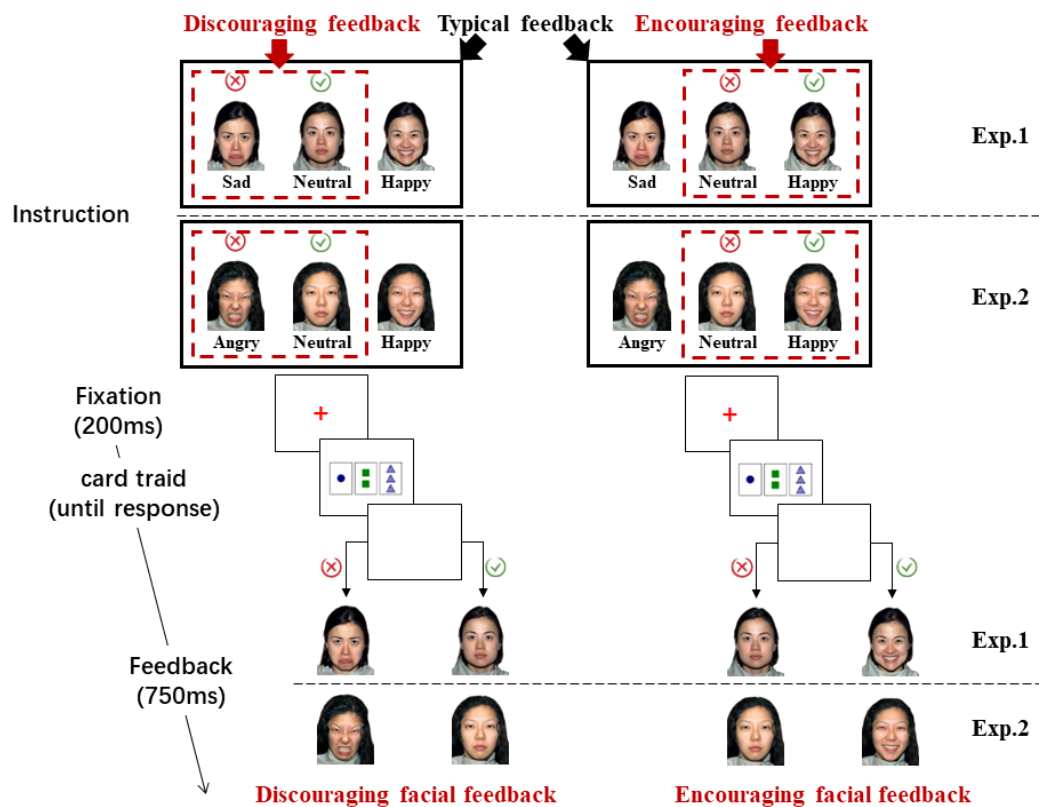 Discouraging feedback Typical feedback Encouraging feedback
Sad Neutral Happy Sad Neutral Happy
Exp.1
Instruction
Angry Neutral Happy Angry Neutral Happy
Exp.2
Fixation
(200ms)
card traid
(until response)
Exp.1
Feedback
(750ms)
Exp.2
Discouraging facial feedback Encouraging facial feedback